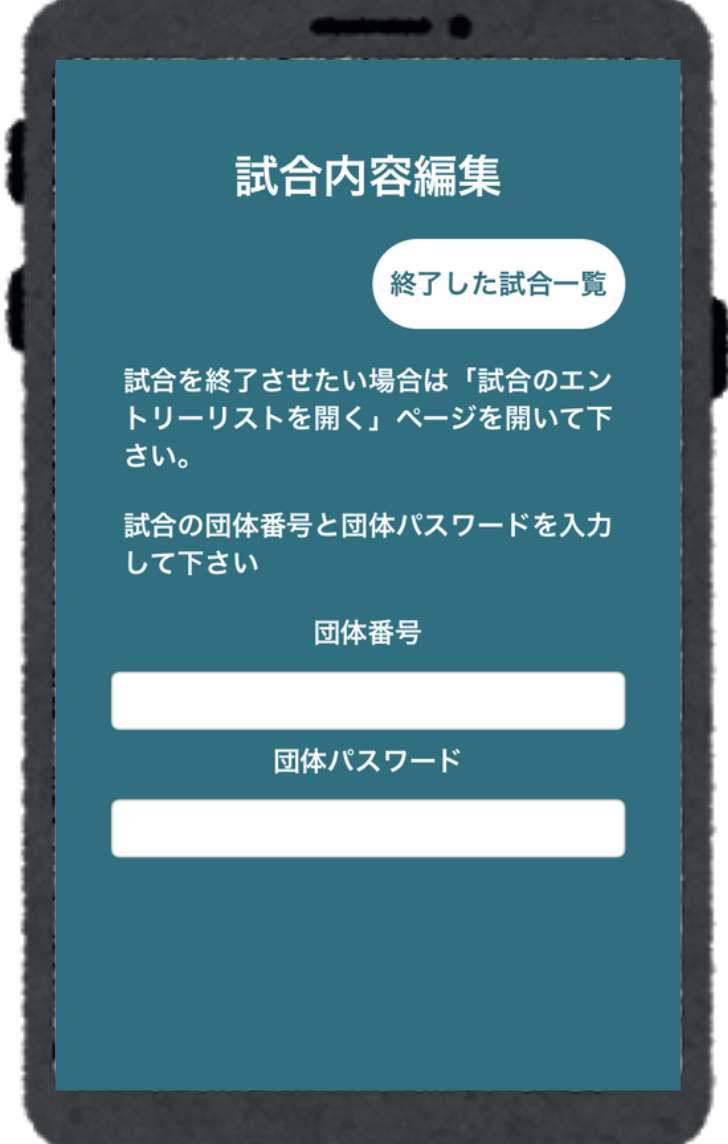 試合内容編集
終了した試合一覧
試合を終了させたい場合は「試合のエン
トリーリストを開く」ページを開いて下
さい。
試合の団体番号と団体パスワードを入力
して下さい
団体番号
団体パスワード